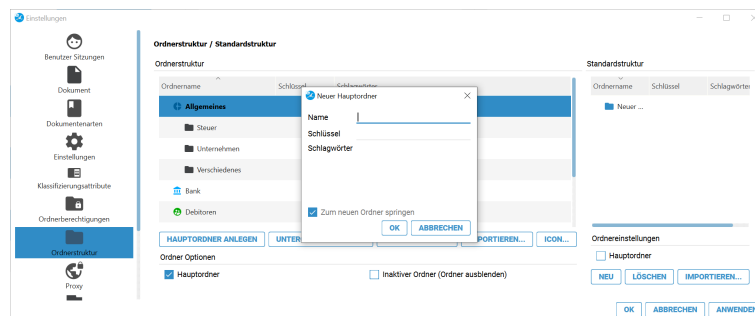 Einstellungen
Benutzer Sitzungen
Dokument
Dokumentenarten
Einstellungen
Klassifizierungsattribute
Ordnerberechtigungen
Ordnerstruktur
Proxy
Ordnerstruktur / Standardstruktur
Ordnerstruktur
Ordnername Schlüssel Schlagwörter
Allgemeines
Steuer
Unternehmen
Verschiedenes
Bank
Debitoren
HAUPTORDNER ANLEGEN UNTER PORTIEREN... ICON...
Ordner Optionen
Hauptordner Inaktiver Ordner (Ordner ausblenden)
Neuer Hauptordner
Name
Schlüssel
Schlagwörter
Zum neuen Ordner springen
OK ABBRECHEN
Standardstruktur
Ordnername Schlüssel Schlagwörter
Neuer ...
Ordnereinstellungen
Hauptordner
NEU LÖSCHEN IMPORTIEREN...
OK ABBRECHEN ANWENDEN